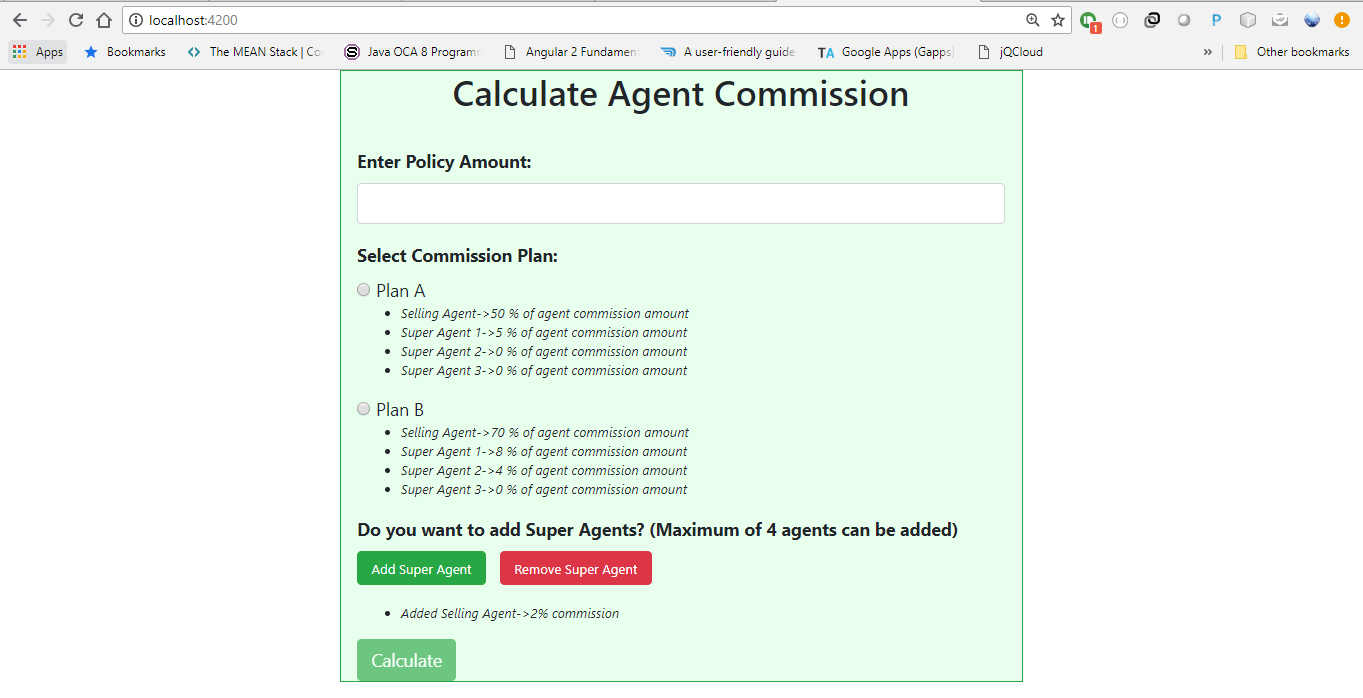 localhost:4200
1
Apps Bookmarks The MEAN Stack | Co Java OCA 8 Program Angular 2 Fundamen A user-friendly guide TA Google Apps (Gapps) jQCloud » Other bookmarks
Calculate Agent Commission
Enter Policy Amount:
Select Commission Plan:
Plan A
Selling Agent->50 % of agent commission amount
Super Agent 1->5 % of agent commission amount
Super Agent 2->0 % of agent commission amount
Super Agent 3->0 % of agent commission amount
Plan B
Selling Agent->70 % of agent commission amount
Super Agent 1->8 % of agent commission amount
Super Agent 2->4 % of agent commission amount
Super Agent 3->0 % of agent commission amount
Do you want to add Super Agents? (Maximum of 4 agents can be added)
Add Super Agent Remove Super Agent
Added Selling Agent->2% commission
Calculate